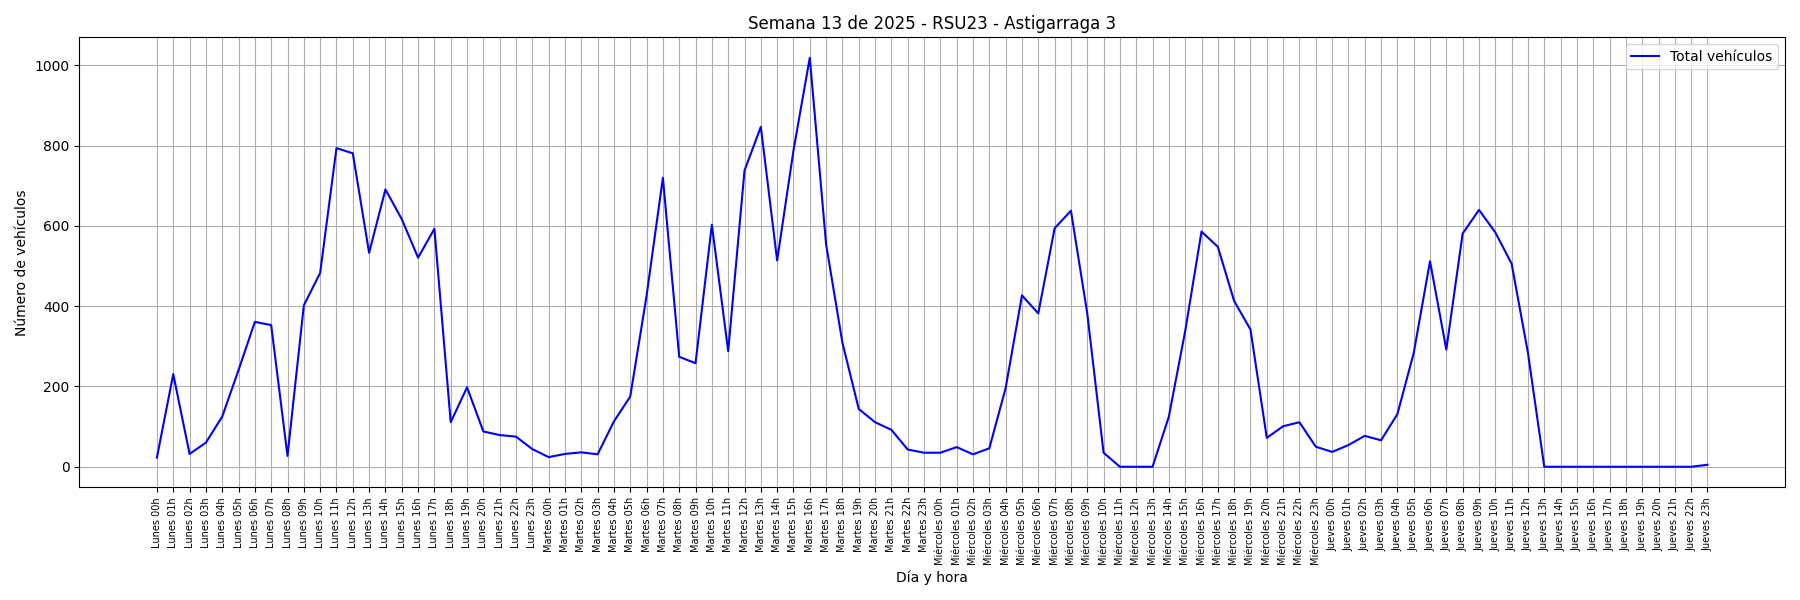 Semana 13 de 2025 - RSU23 - Astigarraga 3
Total vehículos
Número de vehículos
1000
800
600
400
200
0
Lunes 00h
Lunes 01h
Lunes 02h
Lunes 03h
Lunes 04h
Lunes 05h
Lunes 06h
Lunes 07h
Lunes 08h
Lunes 09h
Lunes 10h
Lunes 11h
Lunes 12h
Lunes 13h
Lunes 14h
Lunes 15h
Lunes 16h
Lunes 17h
Lunes 18h
Lunes 19h
Lunes 20h
Lunes 21h
Lunes 22h
Lunes 23h
Martes 00h
Martes 01h
Martes 02h
Martes 03h
Martes 04h
Martes 05h
Martes 06h
Martes 07h
Martes 08h
Martes 09h
Martes 10h
Martes 11h
Martes 12h
Martes 13h
Martes 14h
Martes 15h
Martes 16h
Martes 17h
Martes 18h
Martes 19h
Martes 20h
Martes 21h
Martes 22h
Martes 23h
Miércoles 00h
Miércoles 01h
Miércoles 02h
Miércoles 03h
Miércoles 04h
Miércoles 05h
Miércoles 06h
Miércoles 07h
Miércoles 08h
Miércoles 09h
Miércoles 10h
Miércoles 11h
Miércoles 12h
Miércoles 13h
Miércoles 14h
Miércoles 15h
Miércoles 16h
Miércoles 17h
Miércoles 18h
Miércoles 19h
Miércoles 20h
Miércoles 21h
Miércoles 22h
Miércoles 23h
Jueves 00h
Jueves 01h
Jueves 02h
Jueves 03h
Jueves 04h
Jueves 05h
Jueves 06h
Jueves 07h
Jueves 08h
Jueves 09h
Jueves 10h
Jueves 11h
Jueves 12h
Jueves 13h
Jueves 14h
Jueves 15h
Jueves 16h
Jueves 17h
Jueves 18h
Jueves 19h
Jueves 20h
Jueves 21h
Jueves 22h
Jueves 23h
Día y hora